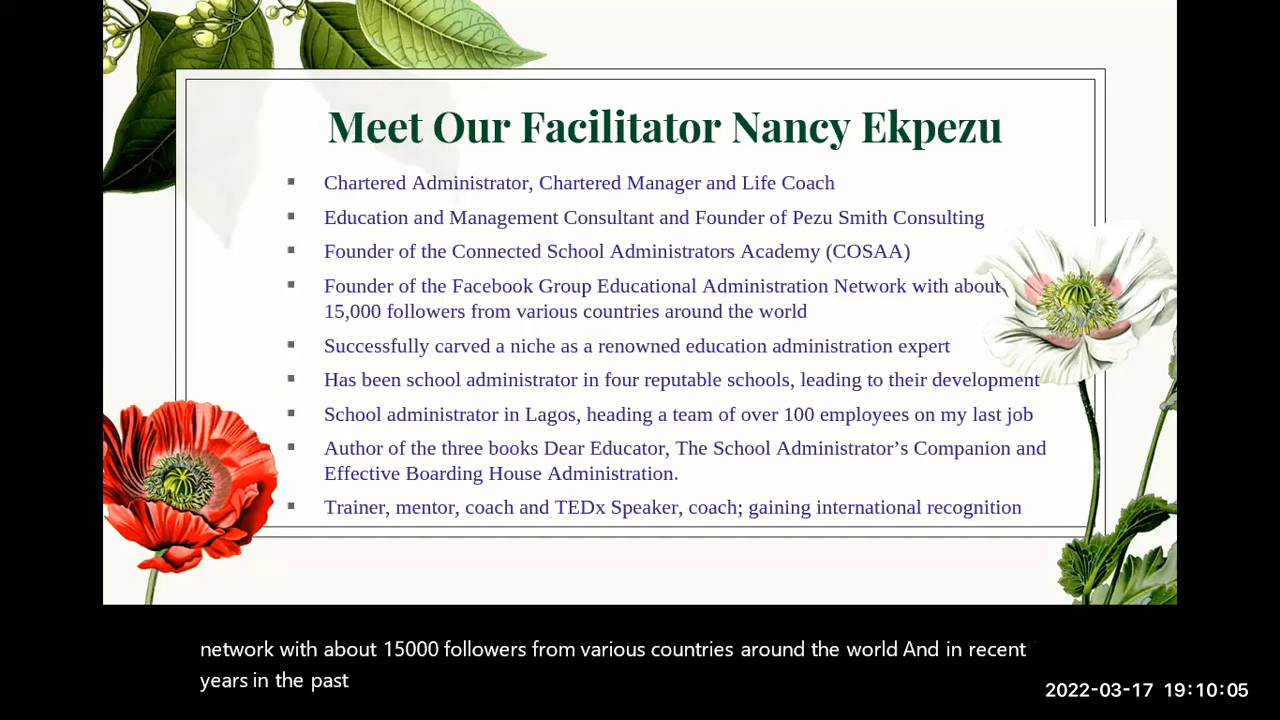 Meet Our Facilitator Nancy Ekpezu
▪ Chartered Administrator, Chartered Manager and Life Coach
▪ Education and Management Consultant and Founder of Pezu Smith Consulting
▪ Founder of the Connected School Administrators Academy (COSAA)
▪ Founder of the Facebook Group Educational Administration Network with about
15,000 followers from various countries around the world
▪ Successfully carved a niche as a renowned education administration expert
▪ Has been school administrator in four reputable schools, leading to their development
▪ School administrator in Lagos, heading a team of over 100 employees on my last job
▪ Author of the three books Dear Educator, The School Administrator’s Companion and
Effective Boarding House Administration.
▪ Trainer, mentor, coach and TEDx Speaker, coach; gaining international recognition
network with about 15000 followers from various countries around the world And in recent
years in the past
2022-03-17 19:10:05